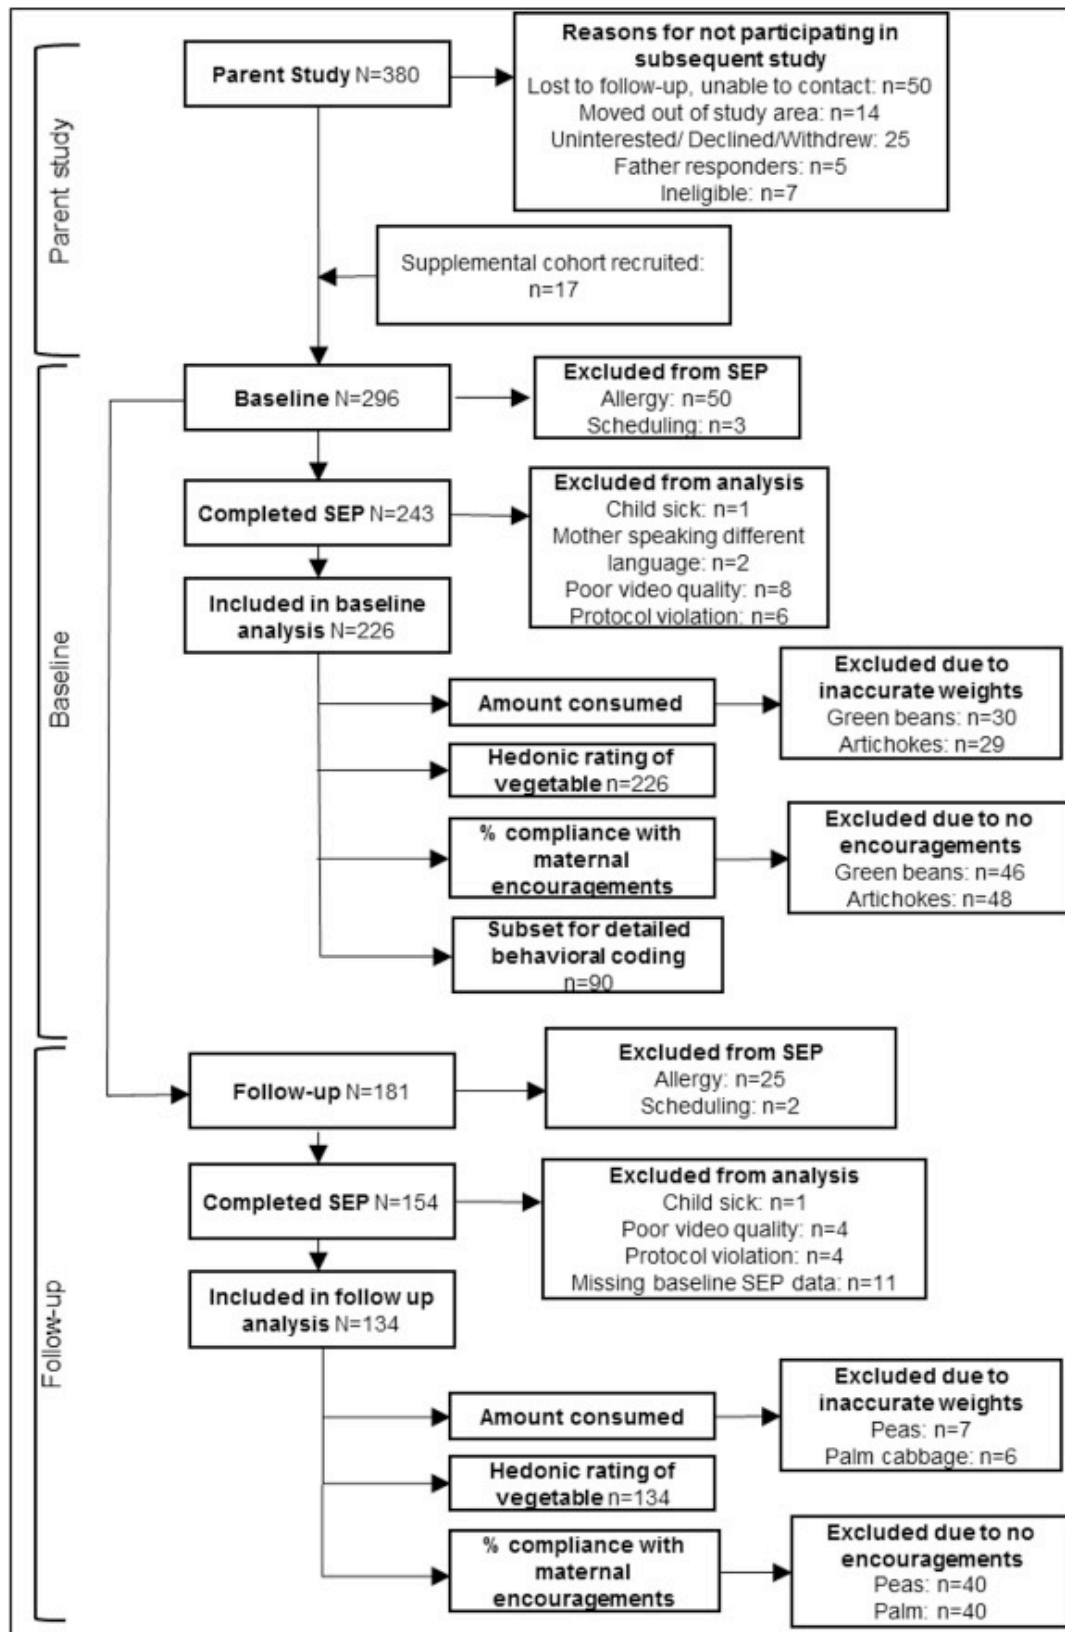 Parent study
Parent Study N=380
Reasons for not participating in
subsequent study
Lost to follow-up, unable to contact: n=50
Moved out of study area: n=14
Uninterested/ Declined/Withdrew: 25
Father responders: n=5
Ineligible: n=7
Supplemental cohort recruited:
n=17
Baseline
Baseline N=296
Excluded from SEP
Allergy: n=50
Scheduling: n=3
Completed SEP N=243
Excluded from analysis
Child sick: n=1
Mother speaking different
language: n=2
Poor video quality: n=8
Protocol violation: n=6
Included in baseline
analysis N=226
Amount consumed
Excluded due to
inaccurate weights
Green beans: n=30
Artichokes: n=29
Hedonic rating of
vegetable n=226
% compliance with
maternal
encouragements
Excluded due to no
encouragements
Green beans: n=46
Artichokes: n=48
Subset for detailed
behavioral coding
n=90
Follow-up
Follow-up N=181
Excluded from SEP
Allergy: n=25
Scheduling: n=2
Completed SEP N=154
Excluded from analysis
Child sick: n=1
Poor video quality: n=4
Protocol violation: n=4
Missing baseline SEP data: n=11
Included in follow up
analysis N=134
Amount consumed
Excluded due to
inaccurate weights
Peas: n=7
Palm cabbage: n=6
Hedonic rating of
vegetable n=134
% compliance with
maternal
encouragements
Excluded due to no
encouragements
Peas: n=40
Palm: n=40